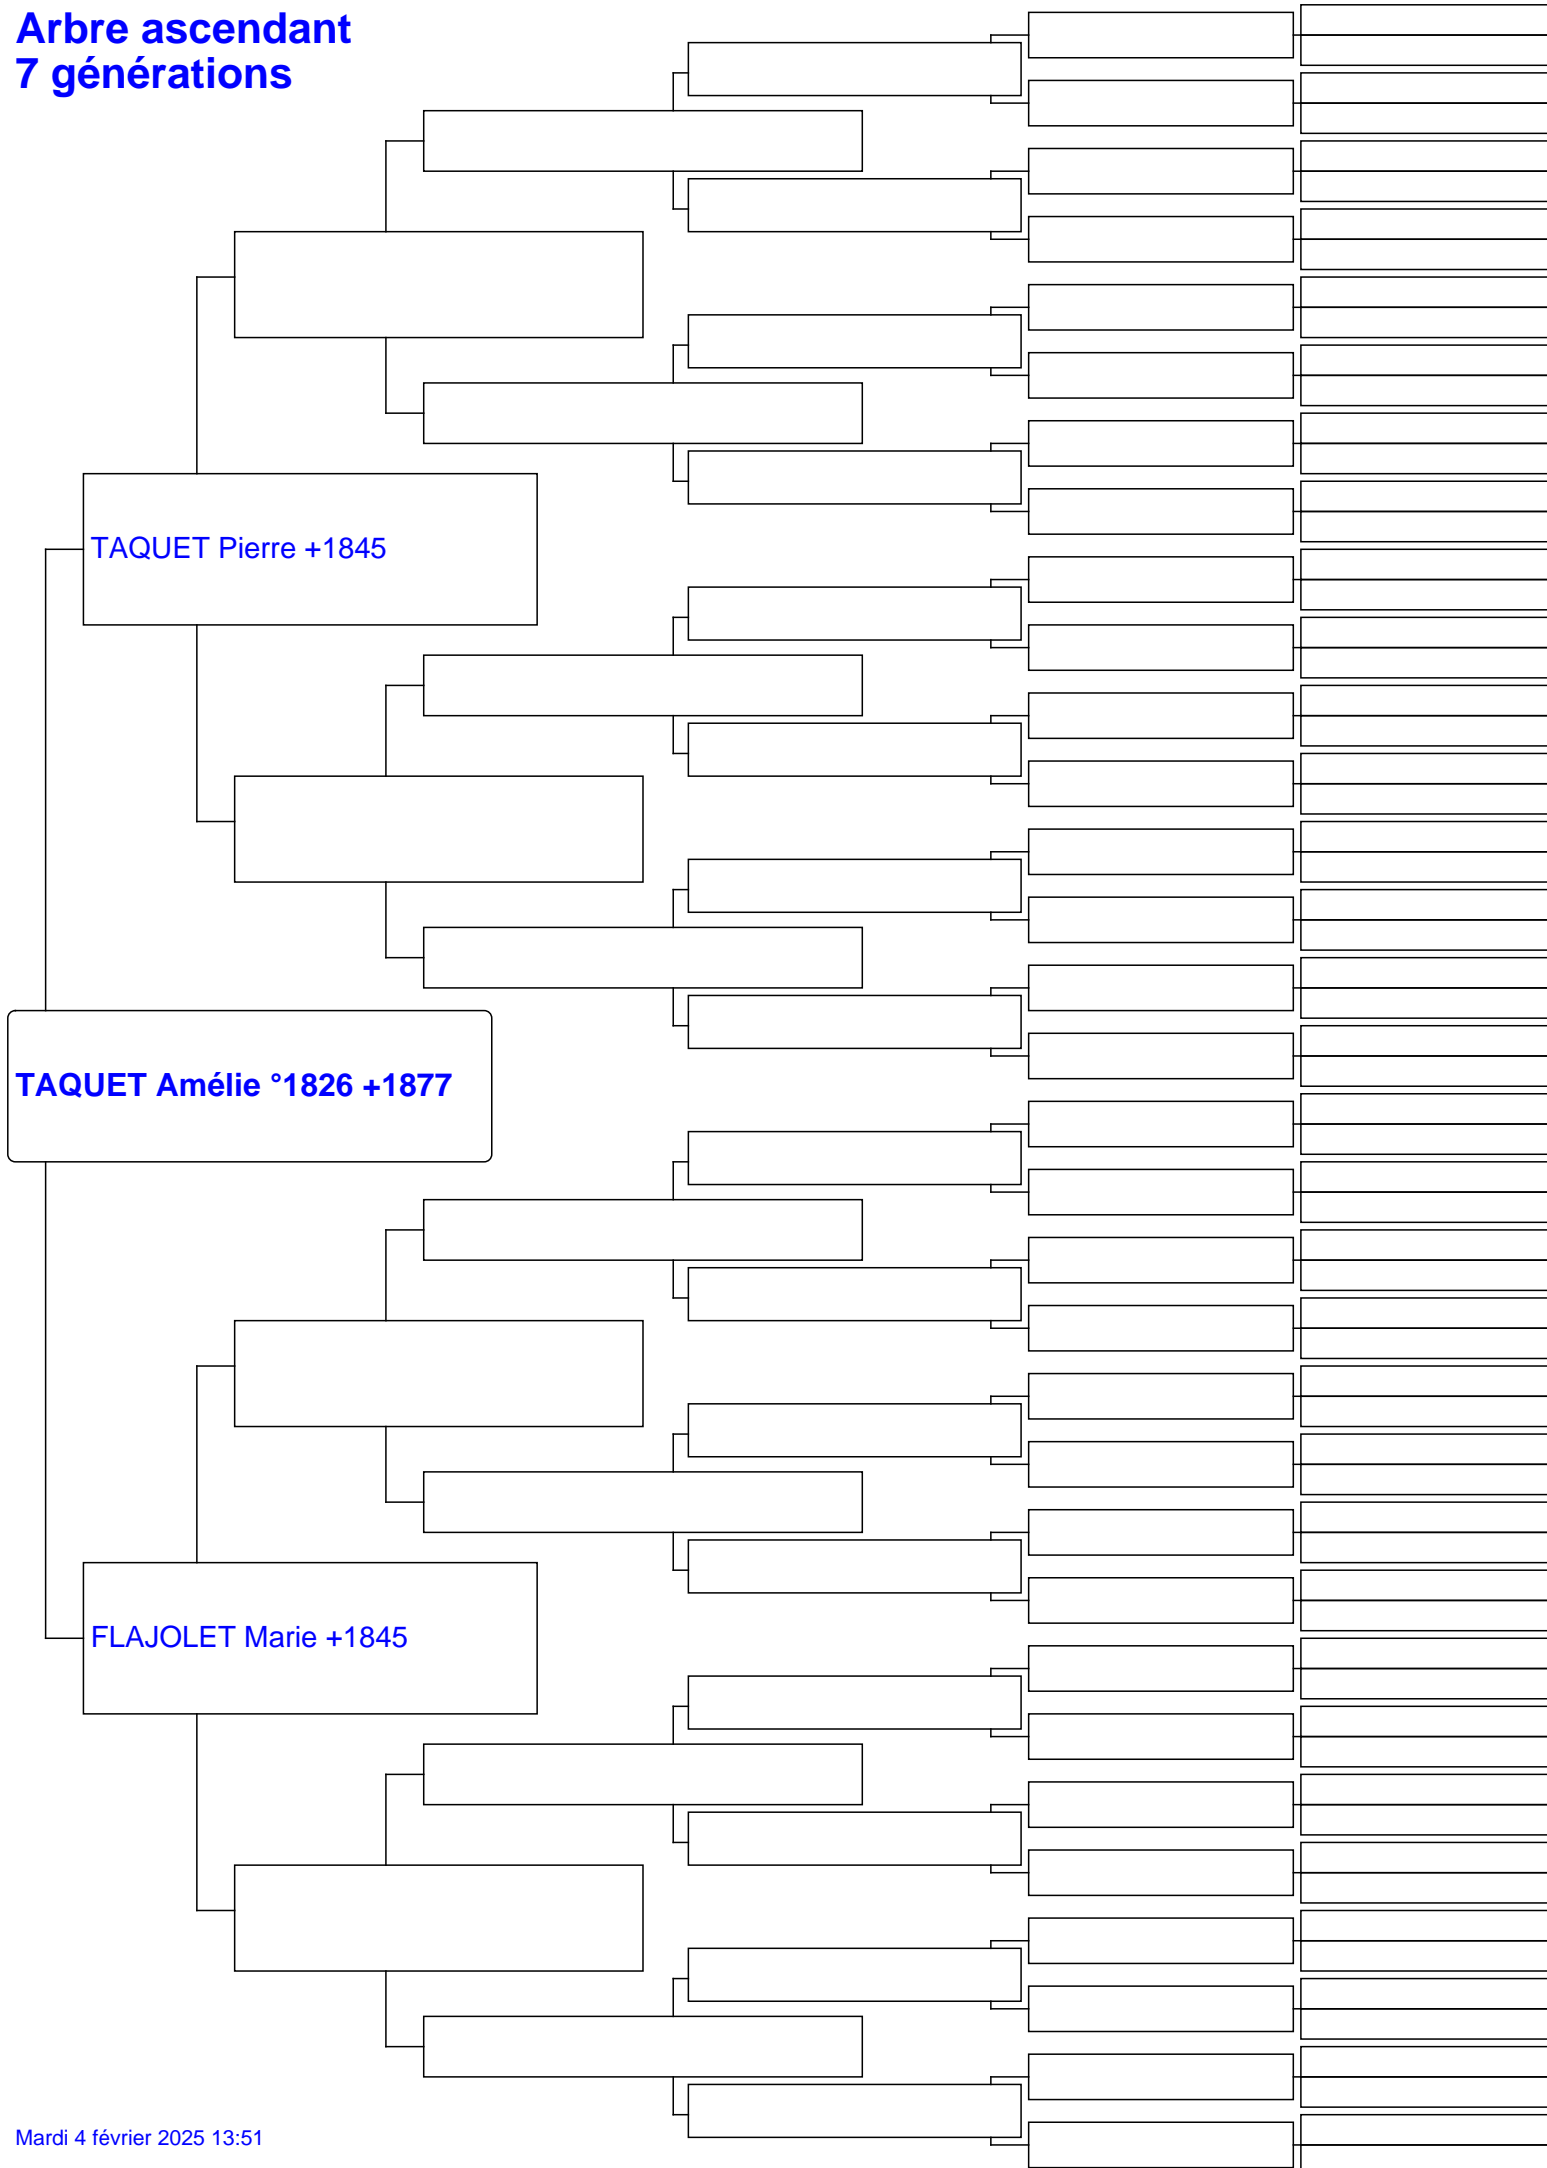 Arbre ascendant
7 générations
TAQUET Pierre +1845
TAQUET Amélie °1826 +1877
FLAJOLET Marie +1845
Mardi 4 février 2025 13:51